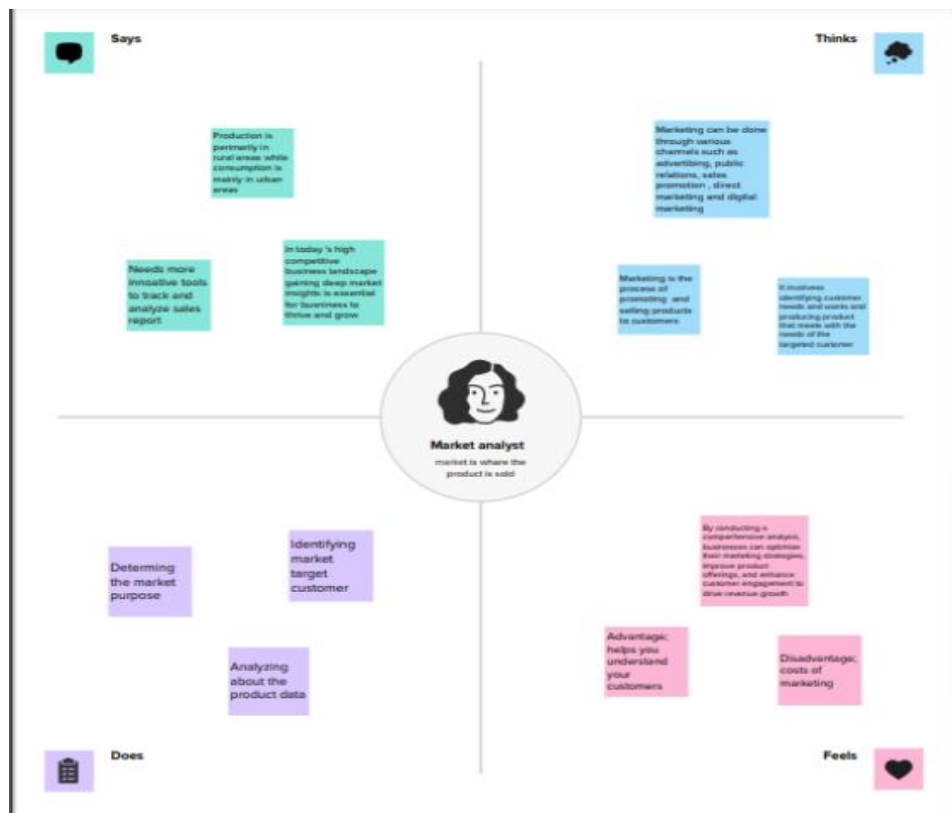 Says
Production is
perimarily in
rural areas while
consumption is
mainly in urban
areas
Needs more
innoative tools
to track and
analyze sales
report
In today 's high
competitive
business landscape
gaining deep market
insights is essential
for business to
thrive and grow
Thinks
Marketing can be done
through various
channels such as
advertibing, public
relations, sales
promotion , direct
marketing and digital
marketing
Marketing is the
process of
promoting and
selling products
to customers
It involves
identifying customer
needs and wants and
producing product
that meets with the
needs of the
targeted customer
Market analyst
market is where the
product is sold
Determing
the market
purpose
Identifying
market
target
customer
Analyzing
about the
product data
Does
By conducting a
comperhensive analysis,
businesses can optimise
their marketing strategies,
improve product
offerings, and enhance
customer engagement to
drive revenue growth
Advantage;
helps you
understand
your
customers
Disadvantage;
costs of
marketing
Feels